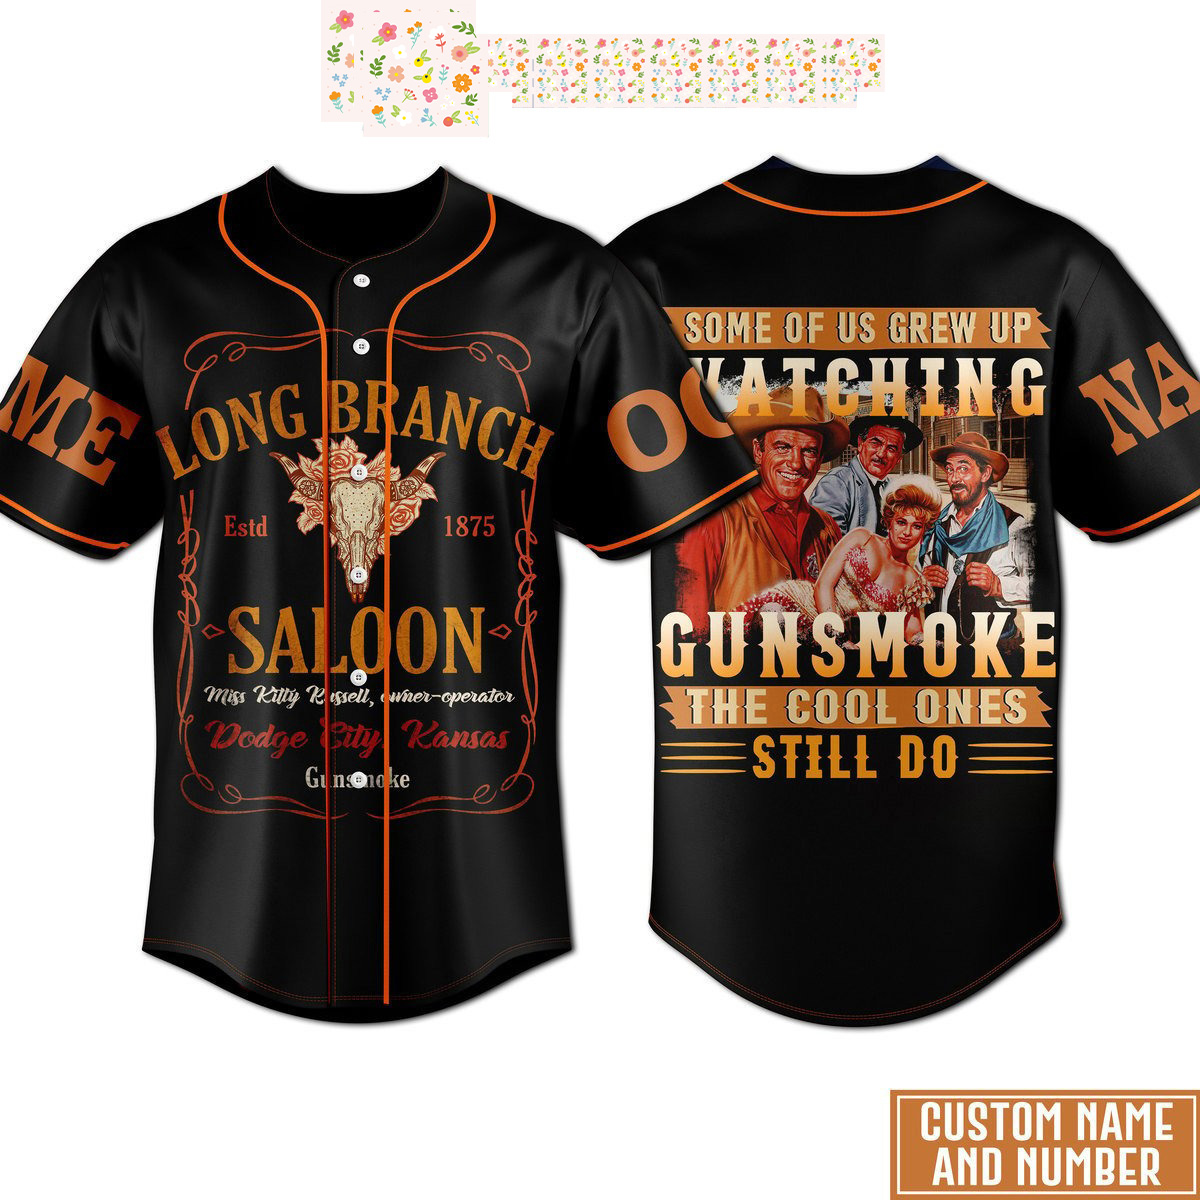 LONG BRANCH
Estd 1875
SALOON
Miss Kitty Russell, owner-operator
Dodge City, Kansas
Gunsmoke
ME
OO
SOME OF US GREW UP
WATCHING
GUNSMOKE
THE COOL ONES
STILL DO
NA
CUSTOM NAME
AND NUMBER